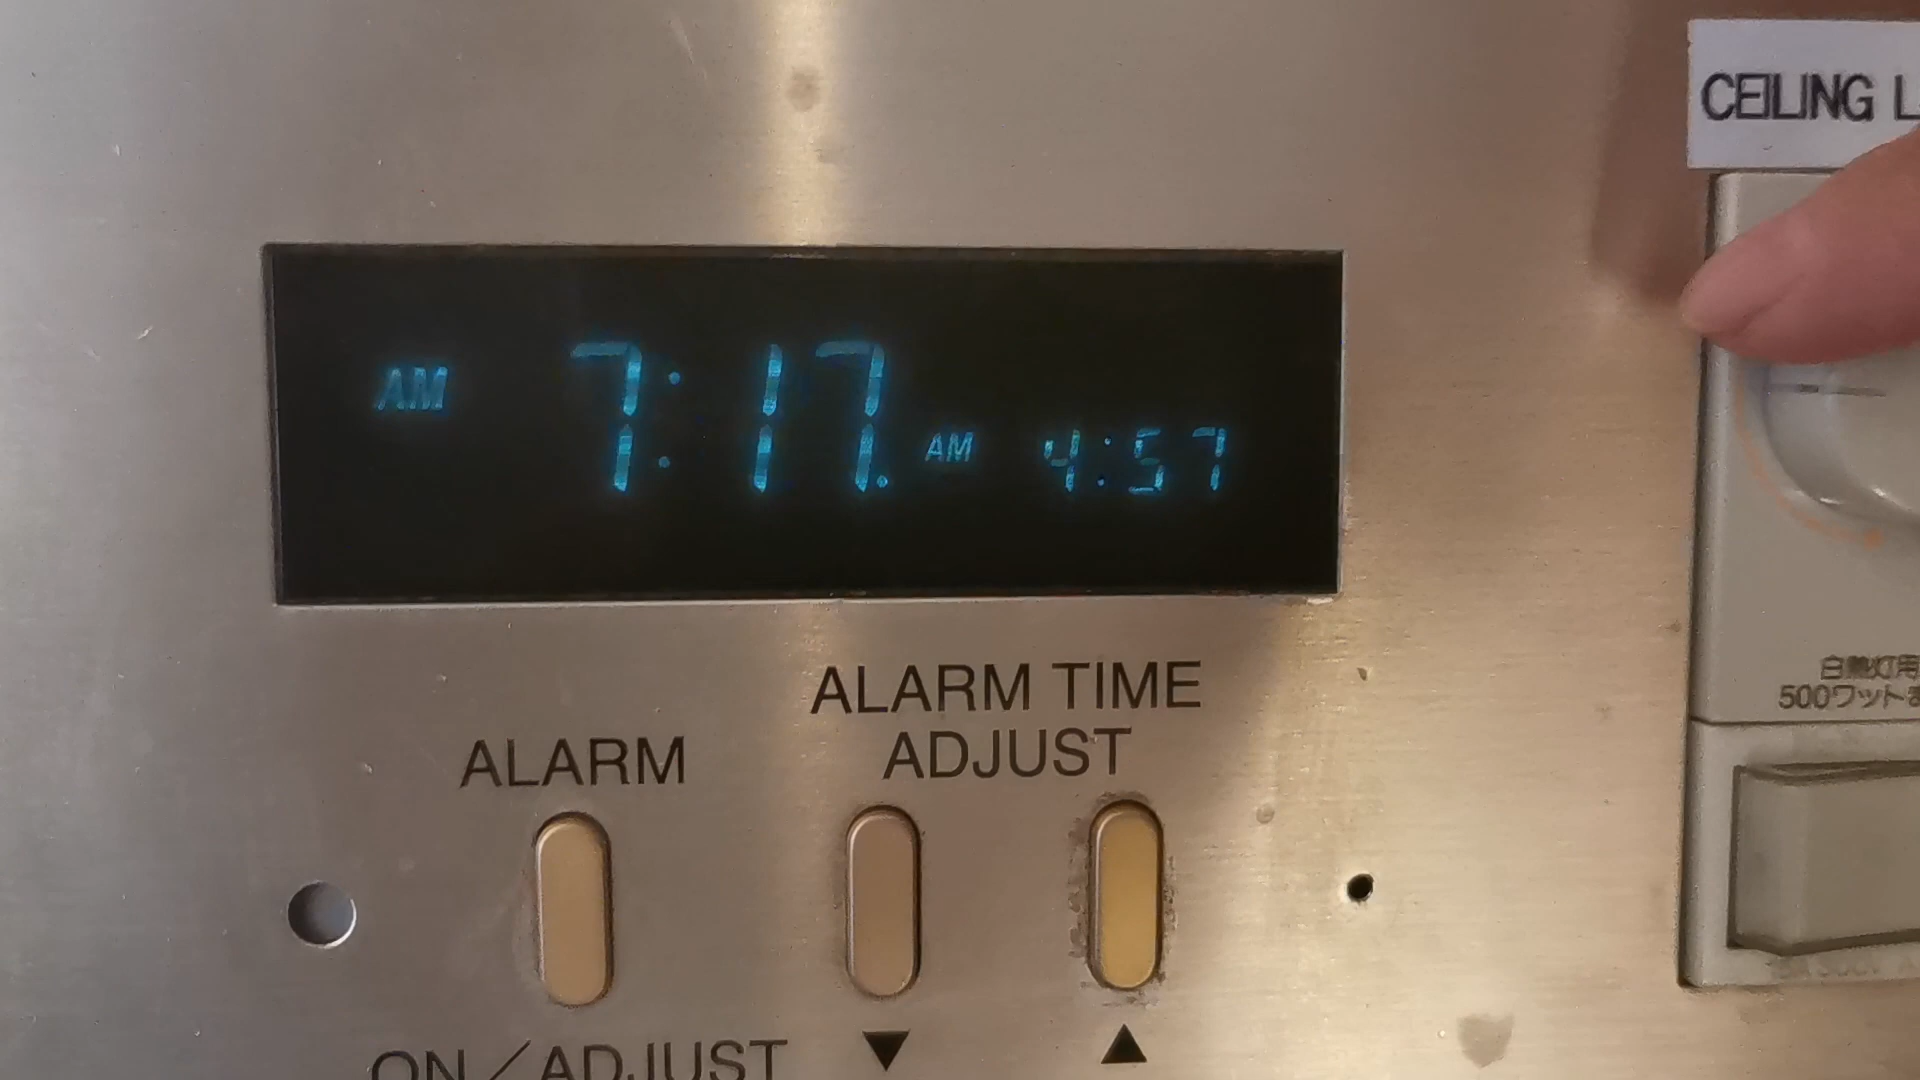 CEILING L
AM 7:17. AM 4:57
ALARM TIME
ADJUST
ALARM
ON／ADJUST
▼ ▲
白熱灯用
500ワットま